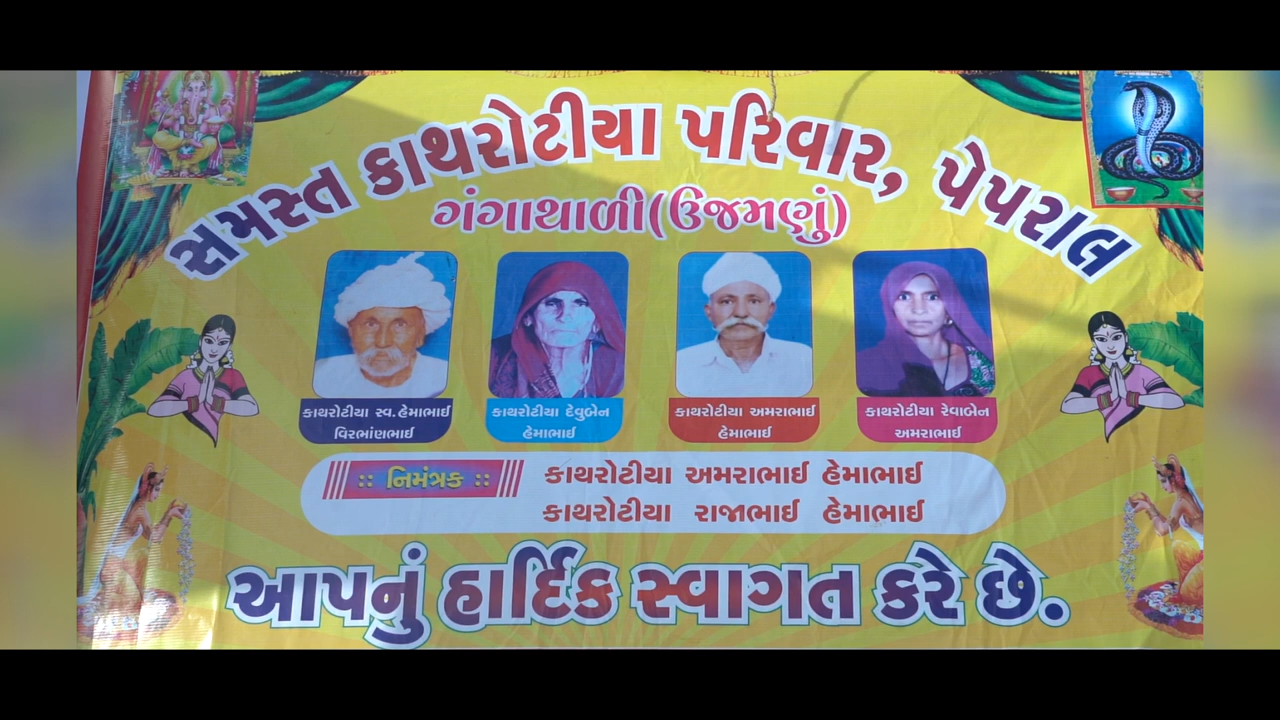 સમસ્ત કાથરોટીયા પરિવાર, પેપરાલ
ગંગાથાળી(ઉજમણું)
કાથરોટીયા સ્વ.હેમાભાઈ
વિરભાંણભાઈ
કાથરોટીયા દેવુબેન
હેમાભાઈ
કાથરોટીયા અમરાભાઈ
હેમાભાઈ
કાથરોટીયા રેવાબેન
અમરાભાઈ
:: નિમંત્રક ::
કાથરોટીયા અમરાભાઈ હેમાભાઈ
કાથરોટીયા રાજાભાઈ હેમાભાઈ
આપનું હાર્દિક સ્વાગત કરે છે.